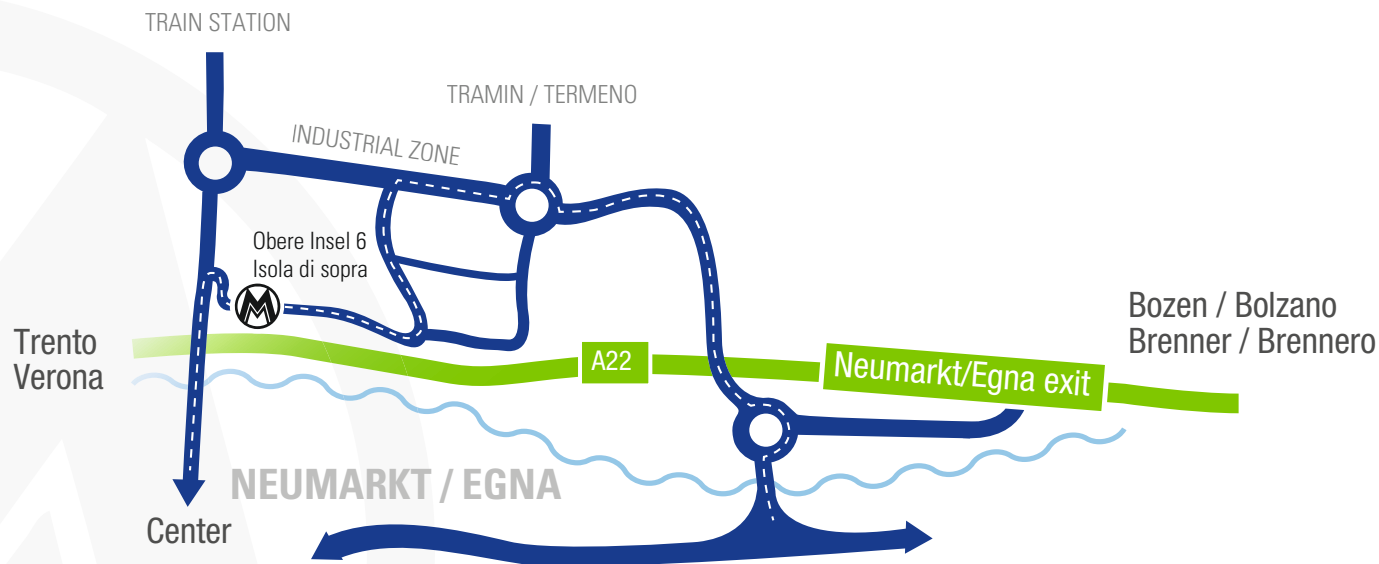 TRAIN STATION
TRAMIN / TERMENO
INDUSTRIAL ZONE
Obere Insel 6
Isola di sopra
M
Bozen / Bolzano
Brenner / Brennero
Trento
Verona
A22
Neumarkt/Egna exit
NEUMARKT / EGNA
Center